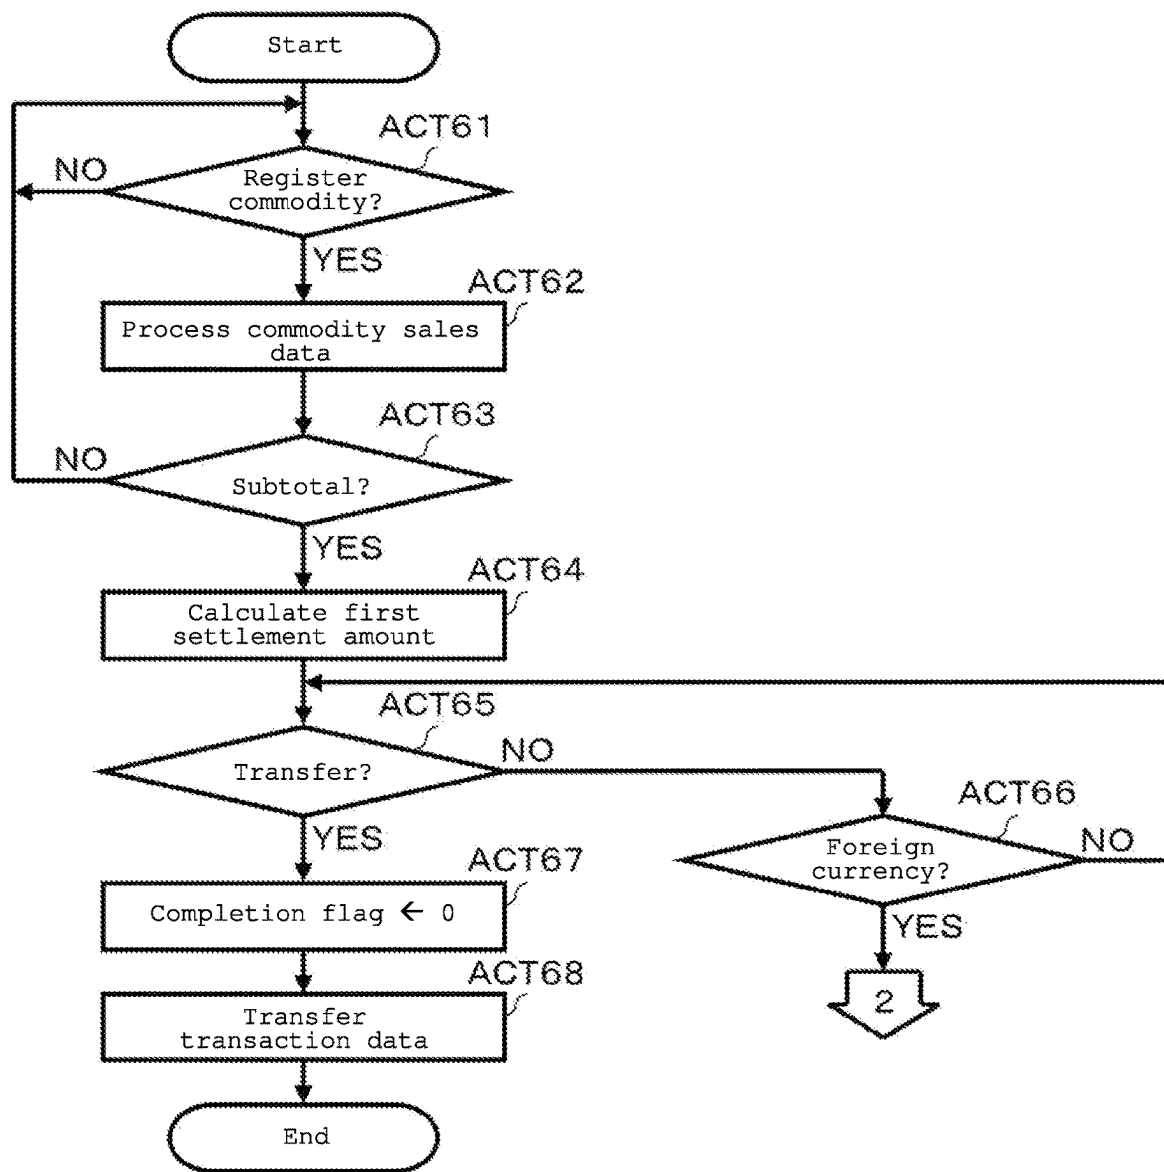 Start
ACT61
NO
Register
commodity?
YES
ACT62
Process commodity sales
data
ACT63
NO
Subtotal?
YES
ACT64
Calculate first
settlement amount
ACT65
Transfer?
NO
ACT66
YES
Foreign
currency?
NO
ACT67
Completion flag ← 0
YES
ACT68
2
Transfer
transaction data
End